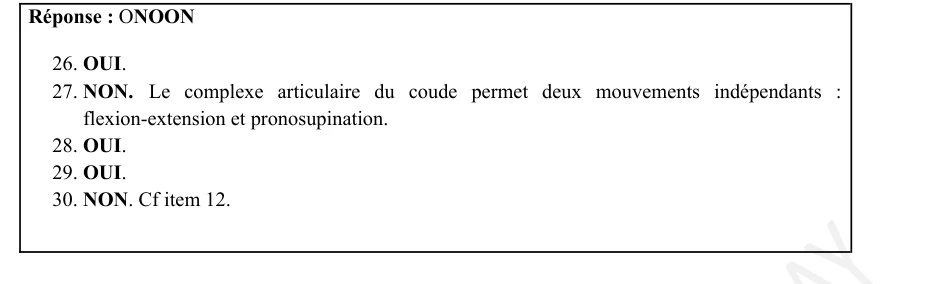 Réponse : ONOON
26. OUI.
27. NON. Le complexe articulaire du coude permet deux mouvements indépendants :
flexion-extension et pronosupination.
28. OUI.
29. OUI.
30. NON. Cf item 12.
AY